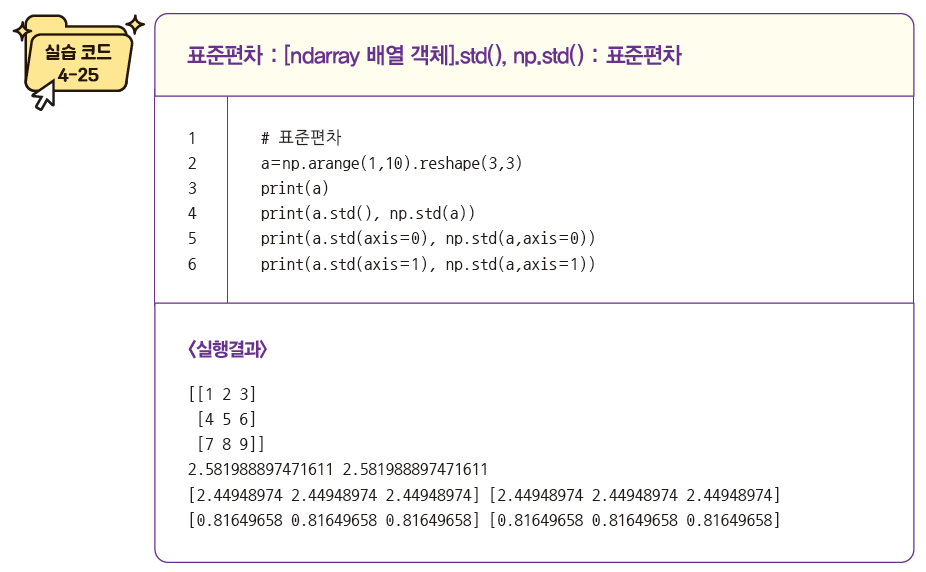 실습 코드
4-25
표준편차 : [ndarray 배열 객체].std(), np.std() : 표준편차
1 # 표준편차
2 a=np.arange(1,10).reshape(3,3)
3 print(a)
4 print(a.std(), np.std(a))
5 print(a.std(axis=0), np.std(a,axis=0))
6 print(a.std(axis=1), np.std(a,axis=1))
〈실행결과〉
[[1 2 3]
 [4 5 6]
 [7 8 9]]
2.581988897471611 2.581988897471611
[2.44948974 2.44948974 2.44948974] [2.44948974 2.44948974 2.44948974]
[0.81649658 0.81649658 0.81649658] [0.81649658 0.81649658 0.81649658]